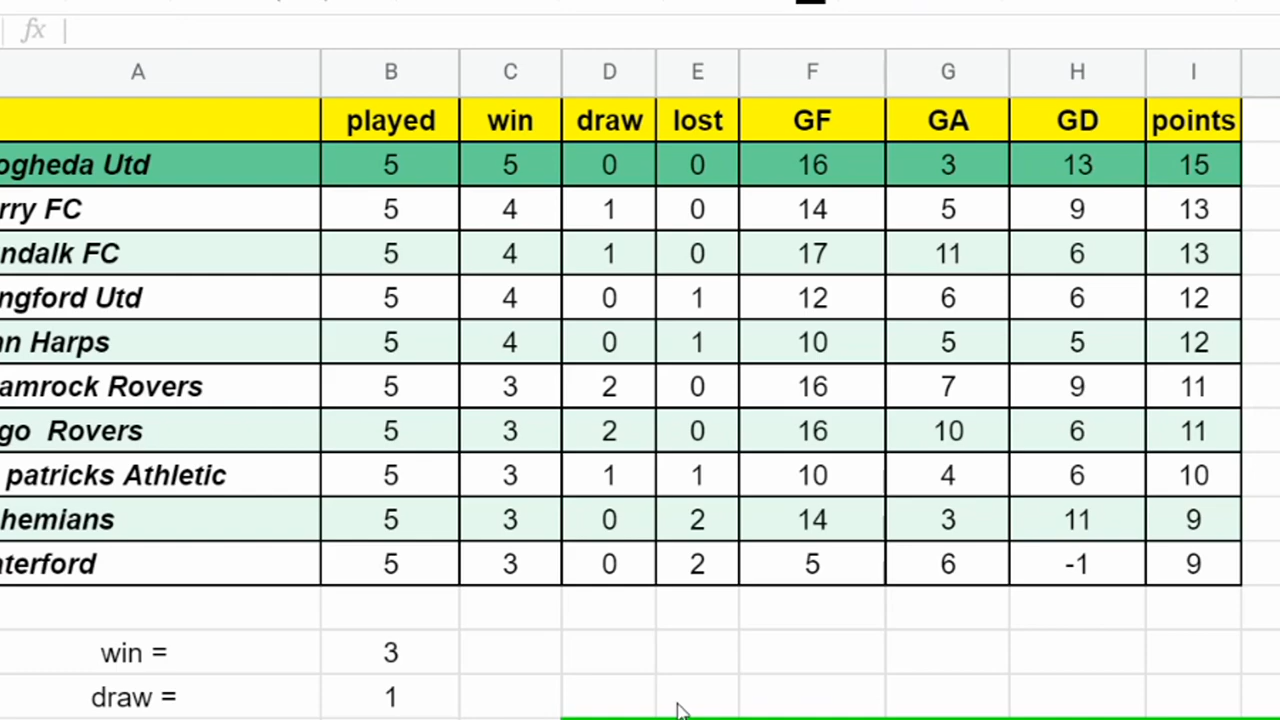 fx
A B C D E F G H I
played win draw lost GF GA GD points
ogheda Utd 5 5 0 0 16 3 13 15
rry FC 5 4 1 0 14 5 9 13
ndalk FC 5 4 1 0 17 11 6 13
ngford Utd 5 4 0 1 12 6 6 12
nn Harps 5 4 0 1 10 5 5 12
amrock Rovers 5 3 2 0 16 7 9 11
go Rovers 5 3 2 0 16 10 6 11
patricks Athletic 5 3 1 1 10 4 6 10
hemians 5 3 0 2 14 3 11 9
aterford 5 3 0 2 5 6 -1 9
win = 3
draw = 1